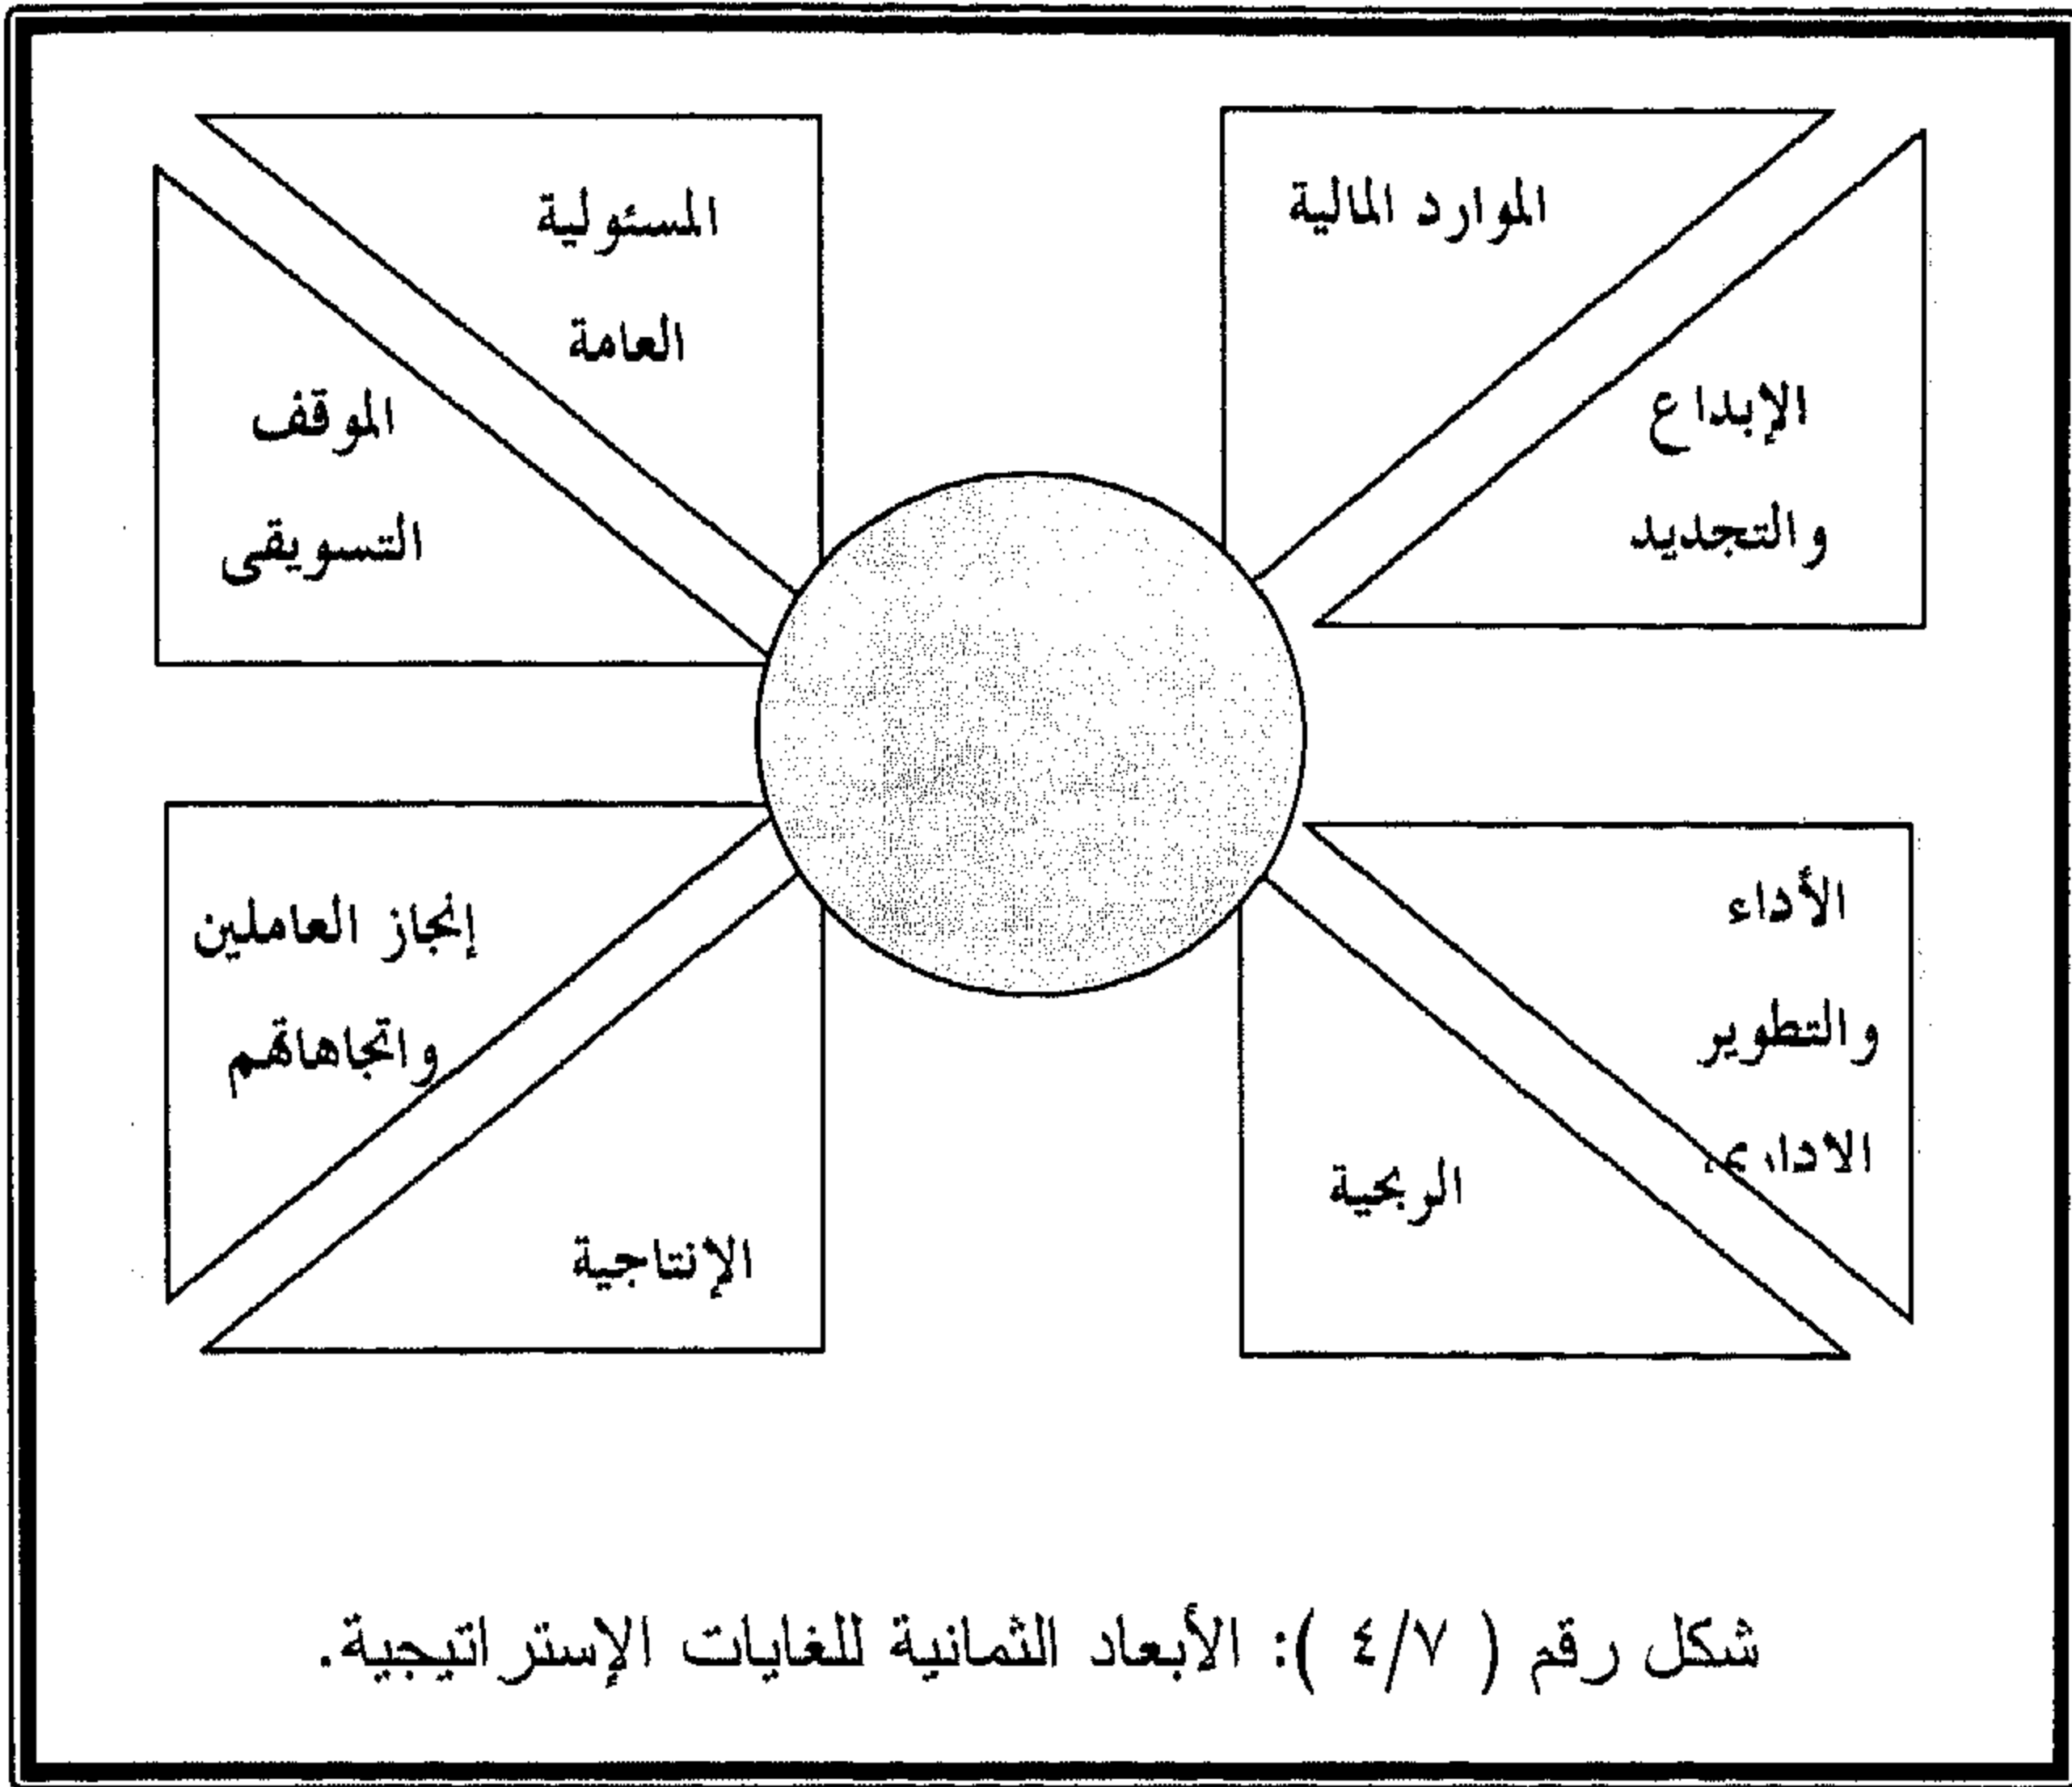 الموارد المالية
الإبداع
والتجديد
المسئولية
العامة
الموقف
التسويقى
الأداء
والتطوير
الربحية
إنجاز العاملين
واتجاهاتهم
الإنتاجية
شكل رقم ( ٤/٧ ): الأبعاد الثمانية للغايات الإستراتيجية.